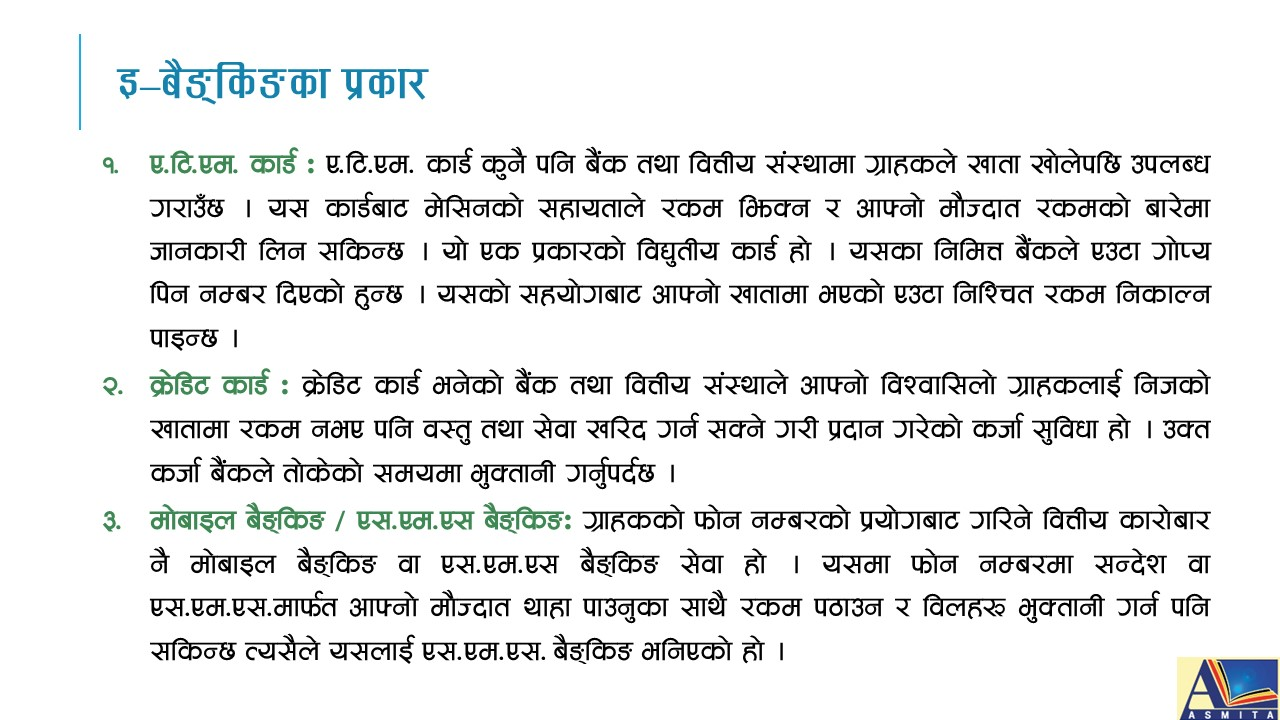 इ–बैङ्किङका प्रकार
१. ए.टि.एम. कार्ड : ए.टि.एम. कार्ड कुनै पनि बैंक तथा वित्तीय संस्थामा ग्राहकले खाता खोलेपछि उपलब्ध
गराउँछ । यस कार्डबाट मेसिनको सहायताले रकम झिक्न र आफ्नो मौज्दात रकमको बारेमा
जानकारी लिन सकिन्छ । यो एक प्रकारको विद्युतीय कार्ड हो । यसका निमित्त बैंकले एउटा गोप्य
पिन नम्बर दिएको हुन्छ । यसको सहयोगबाट आफ्नो खातामा भएको एउटा निश्चित रकम निकाल्न
पाइन्छ ।
२. क्रेडिट कार्ड : क्रेडिट कार्ड भनेको बैंक तथा वित्तीय संस्थाले आफ्नो विश्वासिलो ग्राहकलाई निजको
खातामा रकम नभए पनि वस्तु तथा सेवा खरिद गर्न सक्ने गरी प्रदान गरेको कर्जा सुविधा हो । उक्त
कर्जा बैंकले तोकेको समयमा भुक्तानी गर्नुपर्दछ ।
३. मोबाइल बैङ्किङ / एस.एम.एस बैङ्किङ: ग्राहकको फोन नम्बरको प्रयोगबाट गरिने वित्तीय कारोबार
नै मोबाइल बैङ्किङ वा एस.एम.एस बैङ्किङ सेवा हो । यसमा फोन नम्बरमा सन्देश वा
एस.एम.एस.मार्फत आफ्नो मौज्दात थाहा पाउनुका साथै रकम पठाउन र विलहरू भुक्तानी गर्न पनि
सकिन्छ त्यसैले यसलाई एस.एम.एस. बैङ्किङ भनिएको हो ।
ASMITA